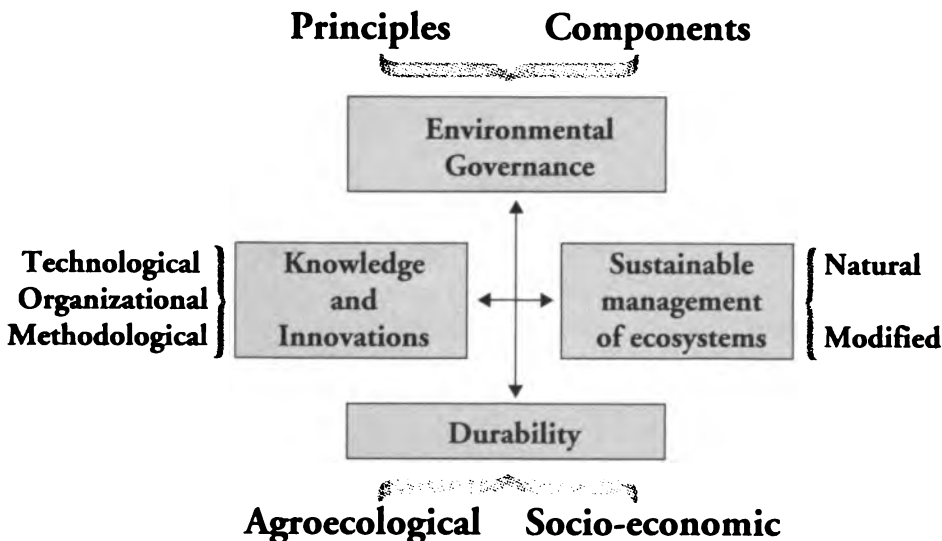 Principles Components
Environmental
Governance
Technological
Organizational
Methodological
Knowledge
and
Innovations
Sustainable
management
of ecosystems
Natural
Modified
Durability
Agroecological Socio-economic